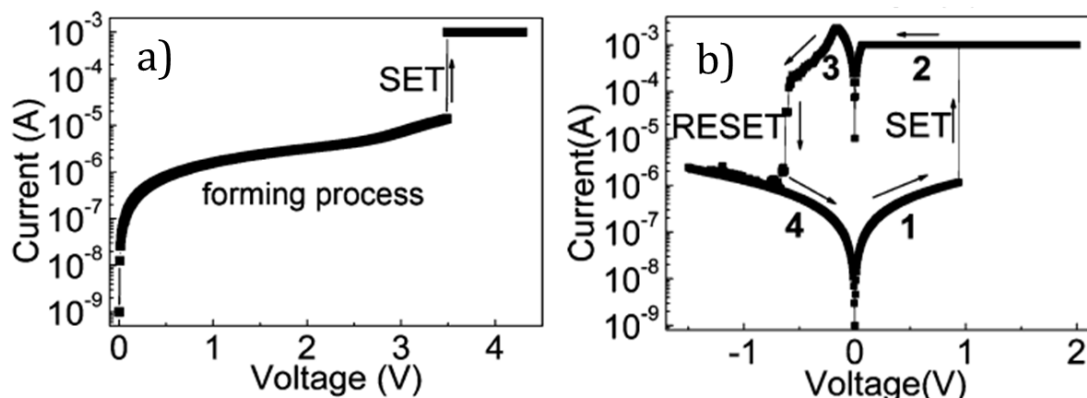 a)
10⁻³
10⁻⁴
10⁻⁵
10⁻⁶
10⁻⁷
10⁻⁸
10⁻⁹
Current (A)
SET
forming process
0 1 2 3 4
Voltage (V)
b)
10⁻³
10⁻⁴
10⁻⁵
10⁻⁶
10⁻⁷
10⁻⁸
10⁻⁹
Current(A)
3 2
RESET SET
4 1
-1 0 1 2
Voltage(V)